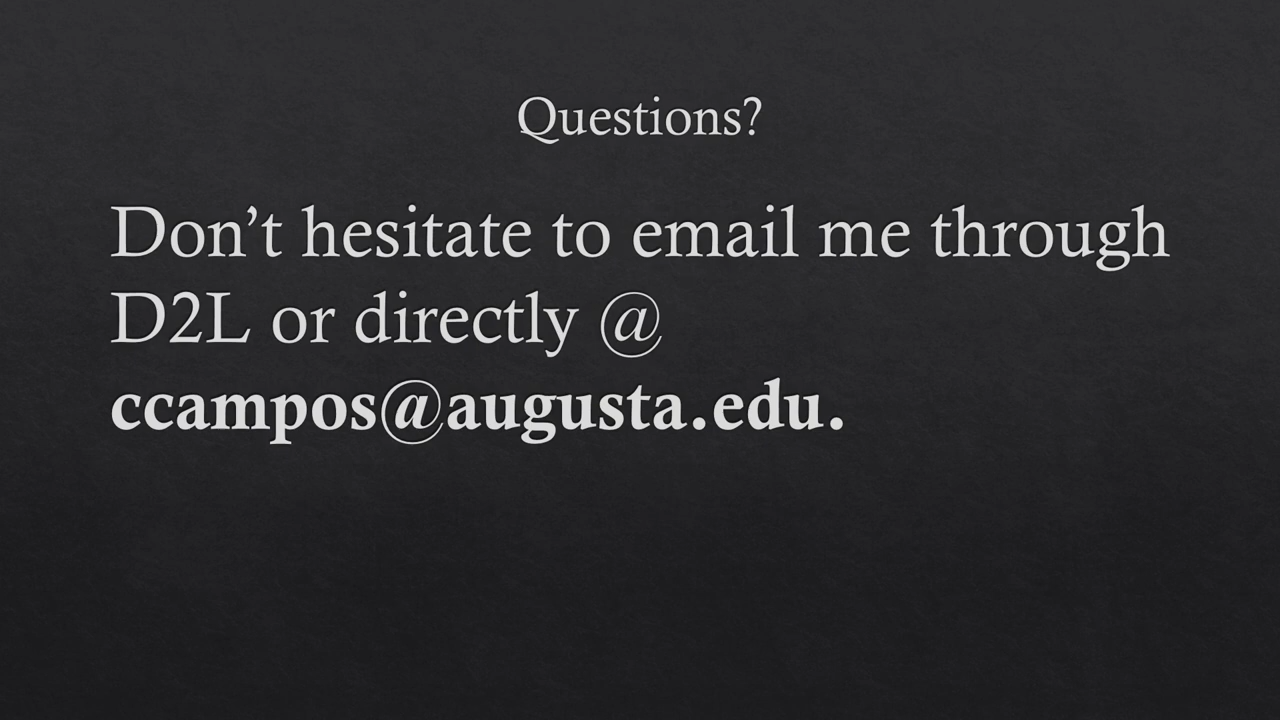 Questions?
Don’t hesitate to email me through
D2L or directly @
ccampos@augusta.edu.